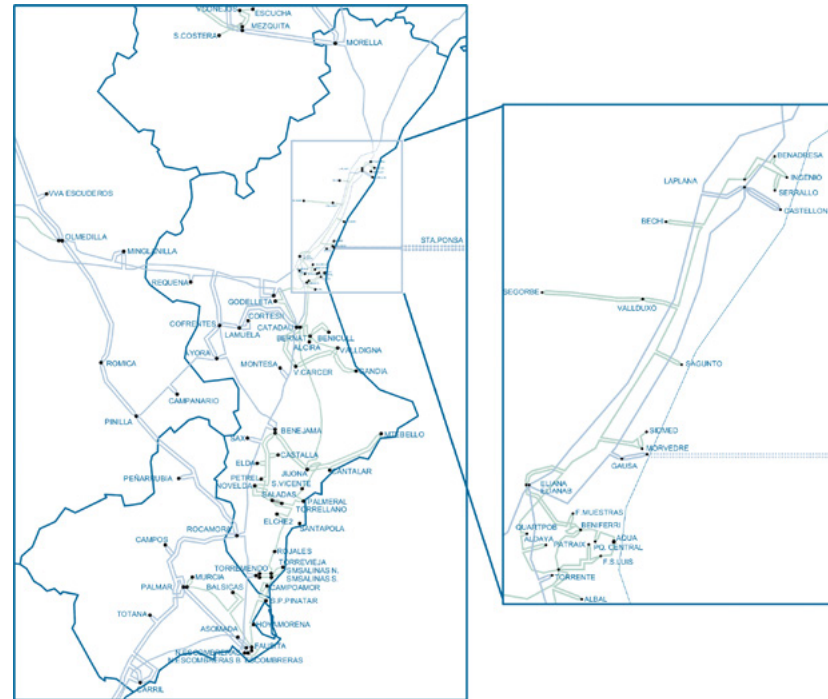 ESCUCHA
MEZQUITA
S.COSTERA
MORELLA
VVA ESCUDEROS
OLMEDILLA
MINGLANILLA
STA.PONSA
REQUENA
GODELLETA
CORTESII
COFRENTES
CATADAU
LAMUELA
BERNAT
BENICULL
ALCIRA
VALLDIGNA
AYORA
MONTESA
V.CARCER
GANDIA
ROMICA
CAMPANARIO
PINILLA
BENEJAMA
MTEBELLO
SAX
CASTALLA
ELDA
JIJONA
CANTALAR
PEÑARRUBIA
PETREL
S.VICENTE
NOVELDA
SALADAS
PALMERAL
TORRELLANO
ELCHE2
SANTAPOLA
ROCAMORA
CAMPOS
ROJALES
TORREVIEJA
TORREMENDO
SMSALINAS N.
SMSALINAS S.
MURCIA
PALMAR
BALSICAS
CAMPOAMOR
S.P.PINATAR
TOTANA
HOYAMORENA
ASOMADA
FAUSITA
ESCOMBRERAS
CARRIL
BENADRESA
LAPLANA
INGENIO
SERRALLO
CASTELLON
BECHI
SEGORBE
VALLDUXO
SAGUNTO
SIDMED
MORVEDRE
GAUSA
ELIANA
F.MUESTRAS
QUARTPOB
BENIFERRI
ALDAYA
AQUA
PATRAIX
PQ. CENTRAL
F.S.LUIS
TORRENTE
ALBAL